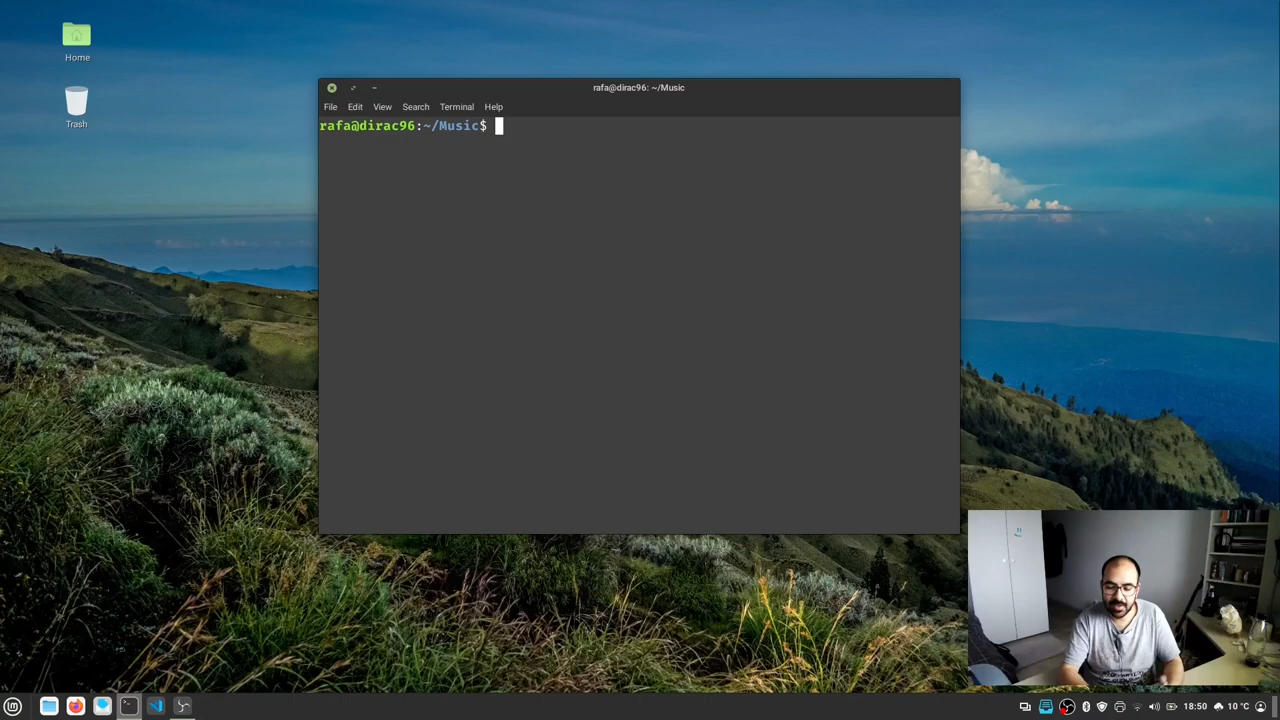 Home
Trash
rafa@dirac96: ~/Music
File Edit View Search Terminal Help
rafa@dirac96:~/Music$
18:50 10 °C